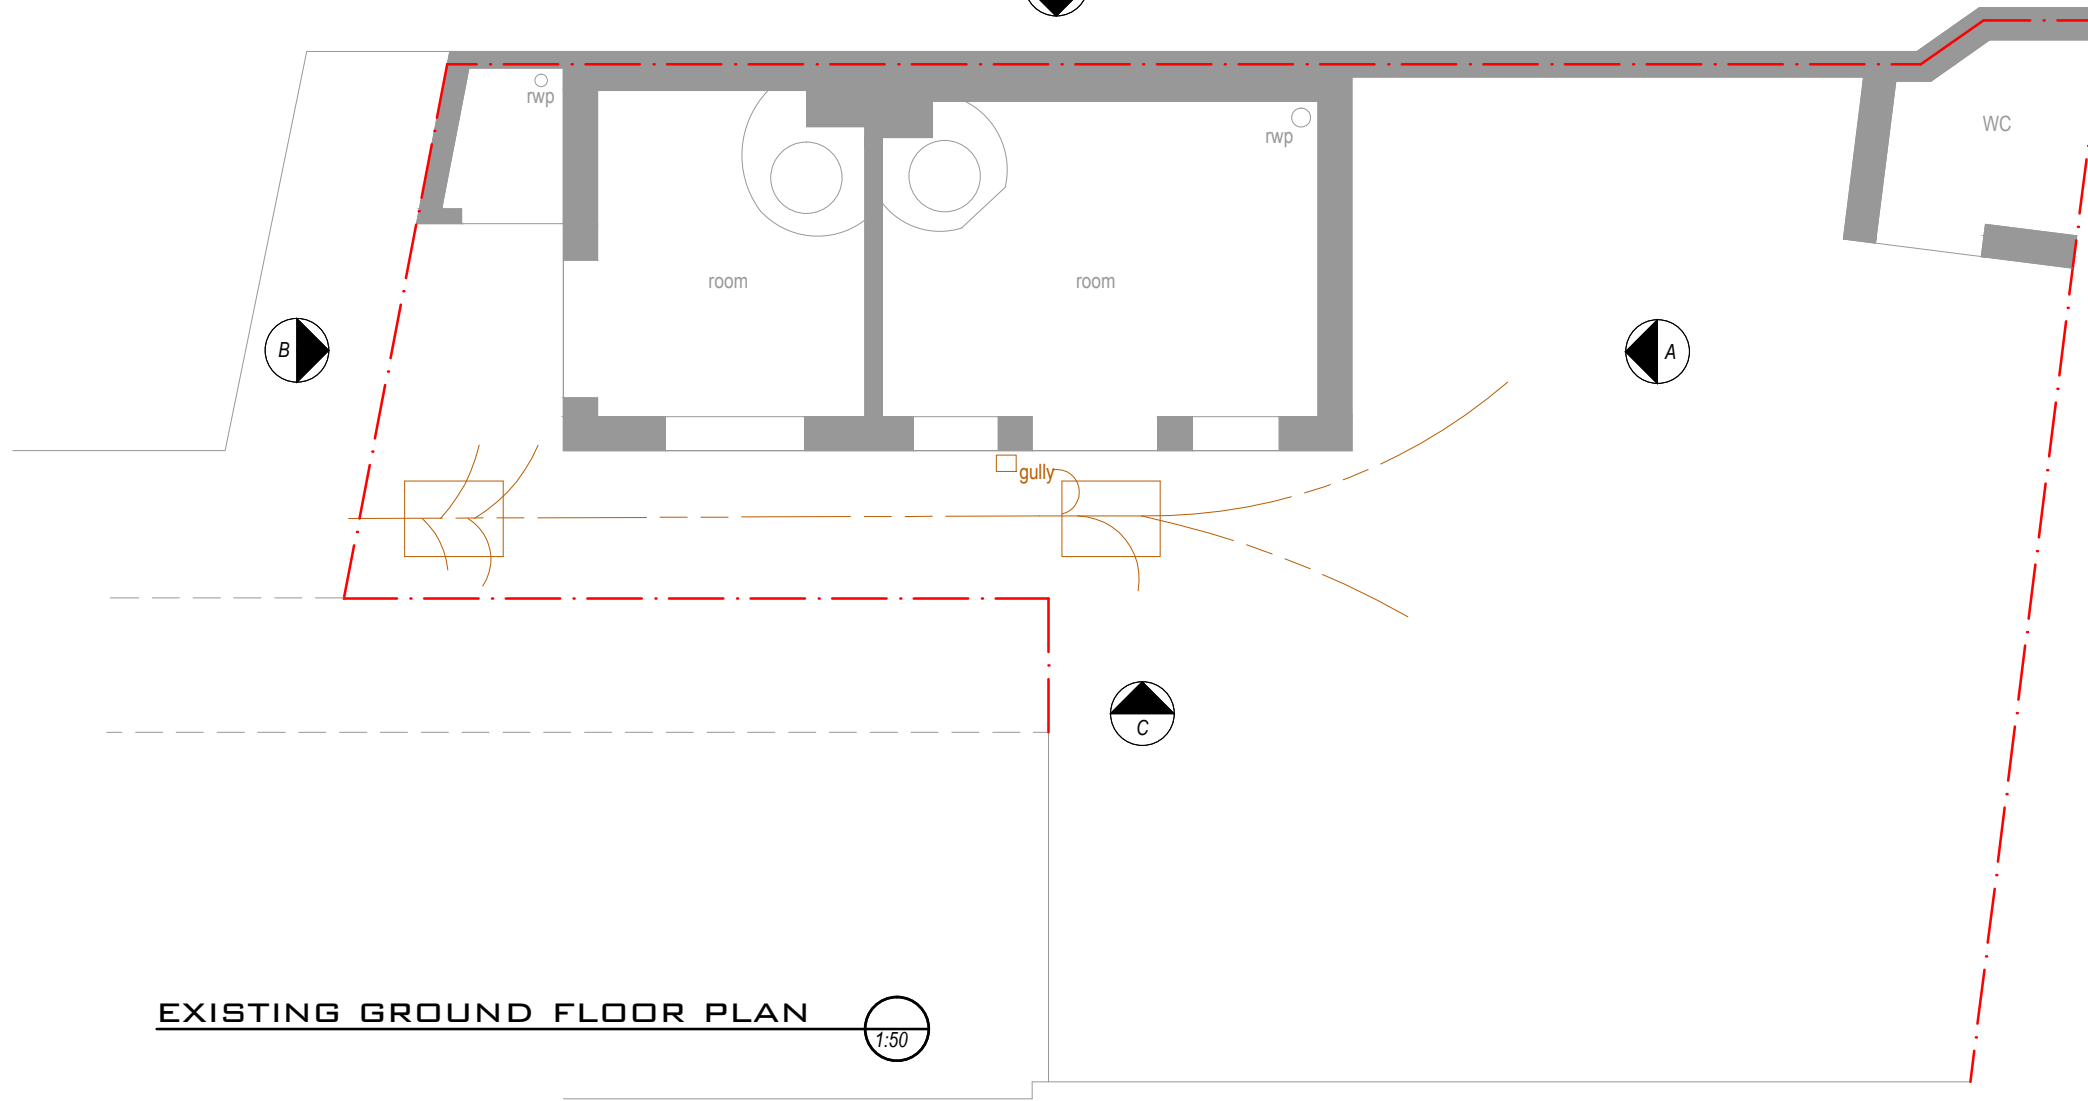 rwp
rwp
WC
room
room
B
A
gully
C
EXISTING GROUND FLOOR PLAN
1:50